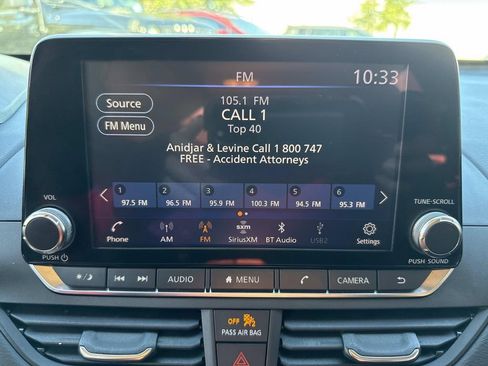 FM
10:33
Source
FM Menu
105.1 FM
CALL 1
Top 40
Anidjar & Levine Call 1 800 747
FREE - Accident Attorneys
1 2 3 4 5 6
97.5 FM 96.5 FM 95.9 FM 100.3 FM 94.5 FM 95.3 FM
Phone AM FM sxm SiriusXM BT Audio USB2 Settings
VOL
PUSH
TUNE-SCROLL
PUSH SOUND
AUDIO MENU CAMERA
OFF 2
PASS AIR BAG